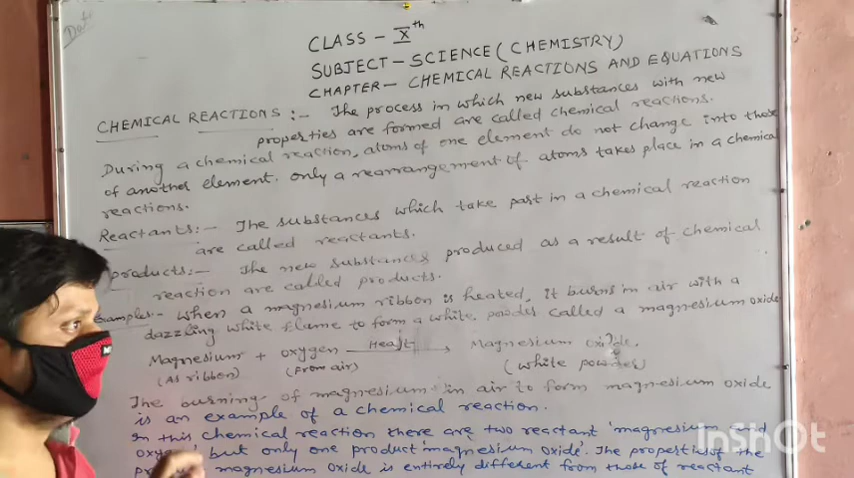 CLASS - Xth
SUBJECT - SCIENCE (CHEMISTRY)
CHAPTER - CHEMICAL REACTIONS AND EQUATIONS
CHEMICAL REACTIONS :- The process in which new substances with new
properties are formed are called chemical reactions.
During a chemical reaction, atoms of one element do not change into those
of another element. only a rearrangement of atoms takes place in a chemical
reactions.
Reactants:- The substances which take part in a chemical reaction
are called reactants.
products:- The new substances produced as a result of chemical
reaction are called products.
Examples:- When a magnesium ribbon is heated, it burns in air with a
dazzling white flame to form a white powder called a magnesium oxide
Magnesium + oxygen Heat → Magnesium oxide.
(As ribbon) (From air) (white powder)
The burning of magnesium in air to form magnesium oxide
is an example of a chemical reaction.
In this chemical reaction there are two reactant 'magnesium and
oxygen' but only one product 'magnesium oxide'. The properties of the
magnesium oxide is entirely different from those of reactant
InShOt